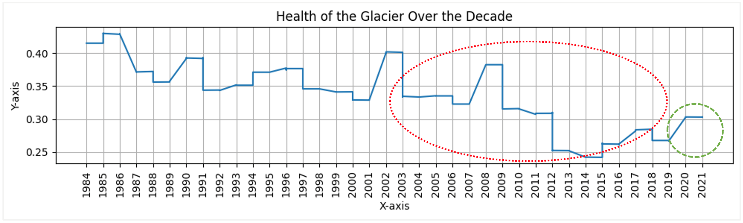 Health of the Glacier Over the Decade
0.40
0.35
0.30
0.25
Y-axis
1984 1985 1986 1987 1988 1989 1990 1991 1992 1993 1994 1995 1996 1997 1998 1999 2000 2001 2002 2003 2004 2005 2006 2007 2008 2009 2010 2011 2012 2013 2014 2015 2016 2017 2018 2019 2020 2021
X-axis